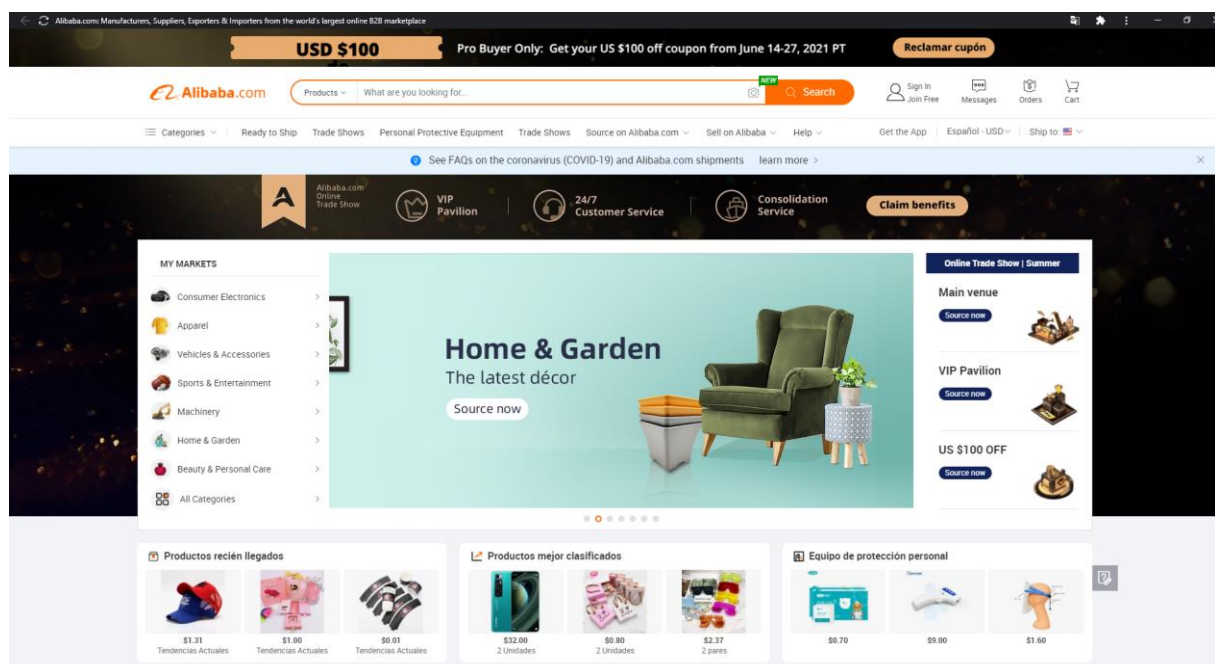 Alibaba.com: Manufacturers, Suppliers, Exporters & Importers from the world's largest online B2B marketplace
USD $100
Pro Buyer Only: Get your US $100 off coupon from June 14-27, 2021 PT
Reclamar cupón
Alibaba.com
Products
What are you looking for...
NEW
Search
Sign In
Join Free
Messages
Orders
Cart
Categories
Ready to Ship
Trade Shows
Personal Protective Equipment
Trade Shows
Source on Alibaba.com
Sell on Alibaba
Help
Get the App
Español - USD
Ship to:
See FAQs on the coronavirus (COVID-19) and Alibaba.com shipments learn more >
A
Alibaba.com
Online
Trade Show
VIP
Pavilion
24/7
Customer Service
Consolidation
Service
Claim benefits
MY MARKETS
Consumer Electronics
Apparel
Vehicles & Accessories
Sports & Entertainment
Machinery
Home & Garden
Beauty & Personal Care
All Categories
Home & Garden
The latest décor
Source now
Online Trade Show | Summer
Main venue
Source now
VIP Pavilion
Source now
US $100 OFF
Source now
Productos recién llegados
$1.31
Tendencias Actuales
$1.00
Tendencias Actuales
$0.01
Tendencias Actuales
Productos mejor clasificados
$32.00
2 Unidades
$0.80
2 Unidades
$2.37
2 pares
Equipo de protección personal
$0.70
$9.00
$1.60